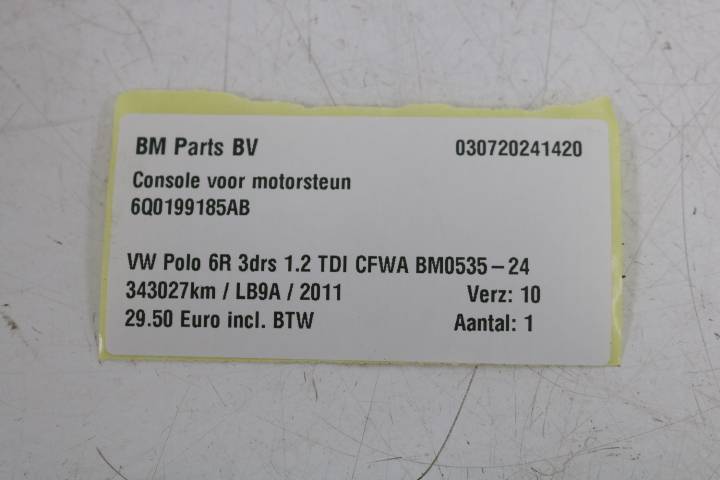 BM Parts BV 030720241420
Console voor motorsteun
6Q0199185AB
VW Polo 6R 3drs 1.2 TDI CFWA BM0535-24
343027km / LB9A / 2011 Verz: 10
29.50 Euro incl. BTW Aantal: 1